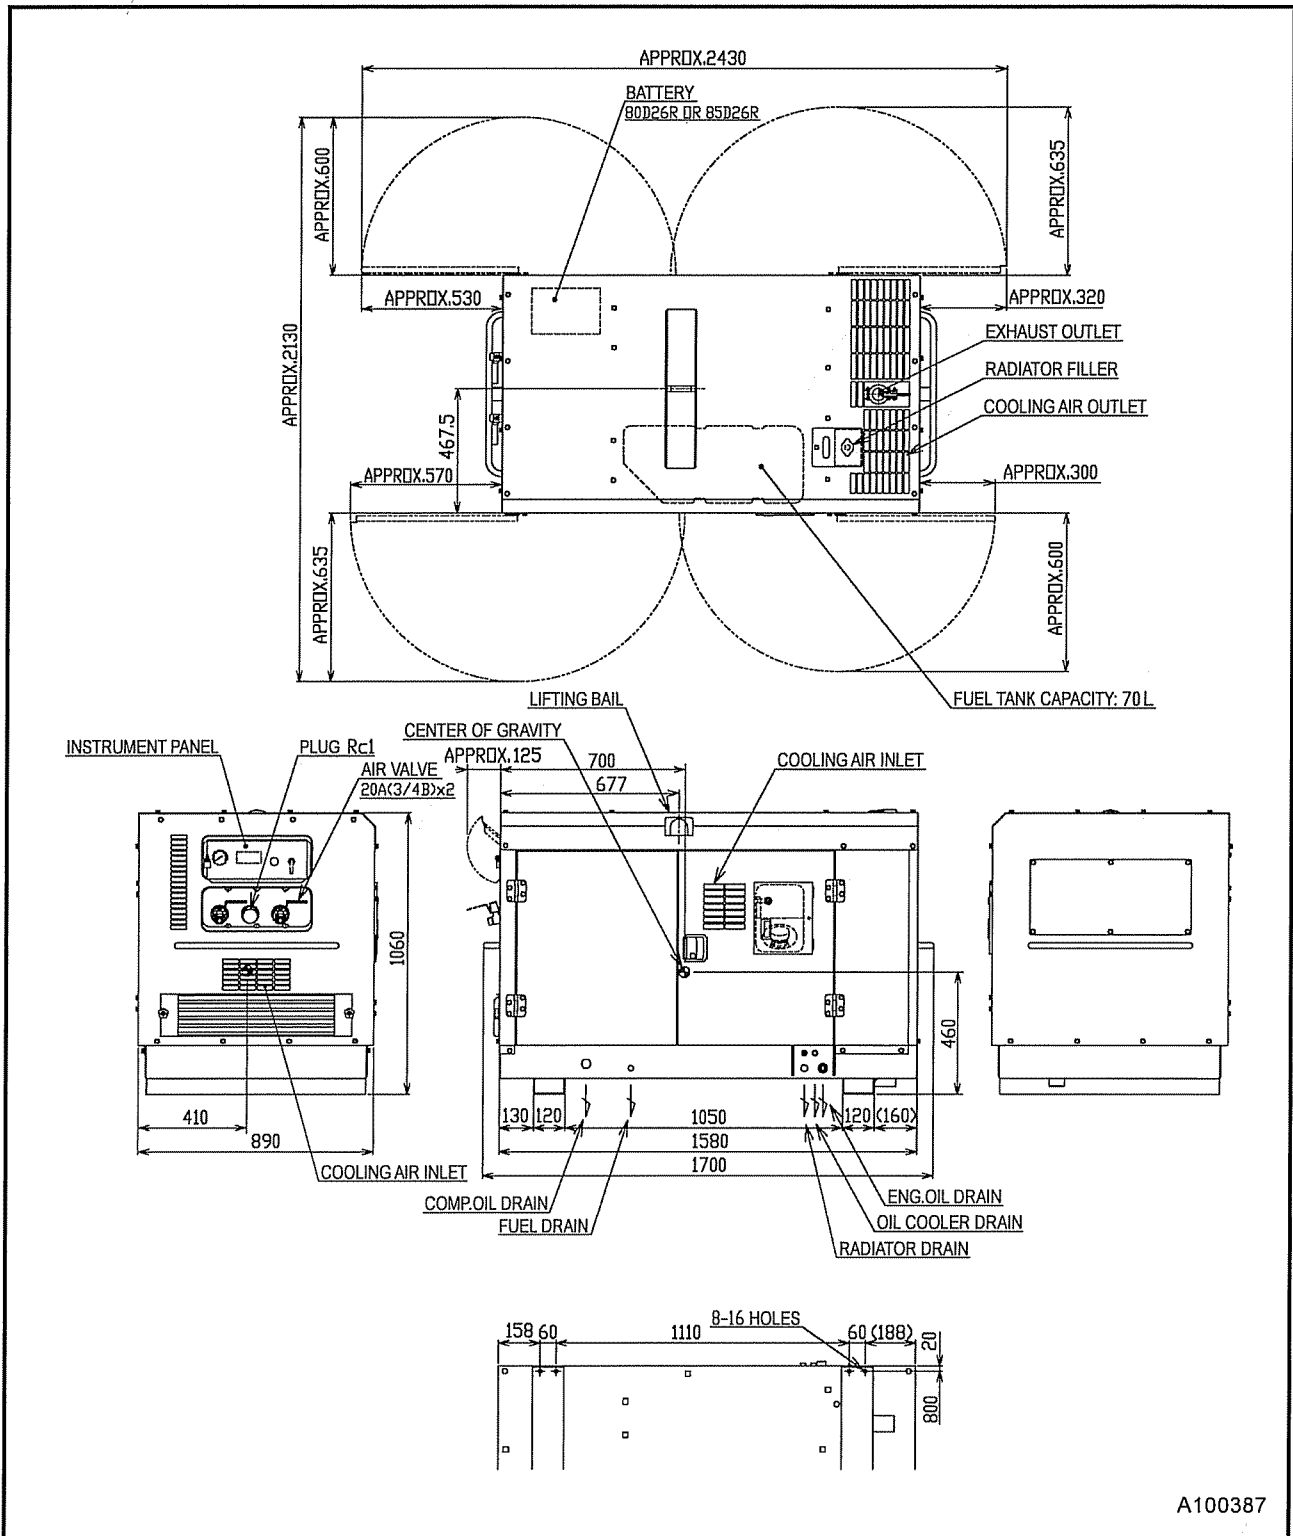 APPROX.2430
BATTERY
80D26R OR 85D26R
APPROX.600
APPROX.635
APPROX.2130
APPROX.530
APPROX.320
EXHAUST OUTLET
RADIATOR FILLER
COOLING AIR OUTLET
467.5
APPROX.570
APPROX.300
APPROX.635
APPROX.600
FUEL TANK CAPACITY: 70L
LIFTING BAIL
CENTER OF GRAVITY
INSTRUMENT PANEL
PLUG Rc1
APPROX.125
700
COOLING AIR INLET
AIR VALVE
20A(3/4B)x2
677
1060
460
410
890
COOLING AIR INLET
130
120
1050
120
(160)
1580
1700
COMP.OIL DRAIN
FUEL DRAIN
ENG.OIL DRAIN
OIL COOLER DRAIN
RADIATOR DRAIN
8-16 HOLES
158
60
1110
60
(188)
20
800
A100387